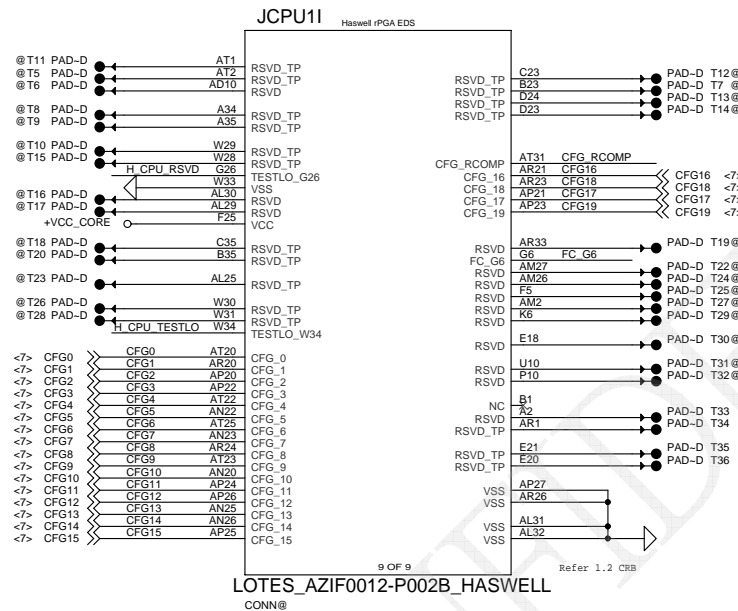 JCPU1I Haswell rPGA EDS
@T11 PAD~D AT1 RSVD_TP
@T5 PAD~D AT2 RSVD_TP
@T6 PAD~D AD10 RSVD
@T8 PAD~D A34 RSVD_TP
@T9 PAD~D A35 RSVD_TP
@T10 PAD~D W29 RSVD_TP
@T15 PAD~D W28 RSVD_TP
H_CPU_RSVD G26 TESTLO_G26
W33 VSS
@T16 PAD~D AL30 RSVD
@T17 PAD~D AL29 RSVD
+VCC_CORE F25 VCC
@T18 PAD~D C35 RSVD_TP
@T20 PAD~D B35 RSVD_TP
@T23 PAD~D AL25 RSVD_TP
@T26 PAD~D W30 RSVD_TP
@T28 PAD~D W31 RSVD_TP
H_CPU_TESTLO W34 TESTLO_W34
<7> CFG0 CFG0 AT20 CFG_0
<7> CFG1 CFG1 AR20 CFG_1
<7> CFG2 CFG2 AP20 CFG_2
<7> CFG3 CFG3 AP22 CFG_3
<7> CFG4 CFG4 AT22 CFG_4
<7> CFG5 CFG5 AN22 CFG_5
<7> CFG6 CFG6 AT25 CFG_6
<7> CFG7 CFG7 AN23 CFG_7
<7> CFG8 CFG8 AR24 CFG_8
<7> CFG9 CFG9 AT23 CFG_9
<7> CFG10 CFG10 AN20 CFG_10
<7> CFG11 CFG11 AP24 CFG_11
<7> CFG12 CFG12 AP26 CFG_12
<7> CFG13 CFG13 AN25 CFG_13
<7> CFG14 CFG14 AN26 CFG_14
<7> CFG15 CFG15 AP25 CFG_15
RSVD_TP C23 PAD~D T12@
RSVD_TP B23 PAD~D T7 @
RSVD_TP D24 PAD~D T13@
RSVD_TP D23 PAD~D T14@
CFG_RCOMP AT31 CFG_RCOMP
CFG_16 AR21 CFG16 CFG16 <7>
CFG_18 AR23 CFG18 CFG18 <7>
CFG_17 AP21 CFG17 CFG17 <7>
CFG_19 AP23 CFG19 CFG19 <7>
RSVD AR33 PAD~D T19@
FC_G6 G6 FC_G6
RSVD AM27 PAD~D T22@
RSVD AM26 PAD~D T24@
RSVD F5 PAD~D T25@
RSVD AM2 PAD~D T27@
RSVD K6 PAD~D T29@
RSVD E18 PAD~D T30@
RSVD U10 PAD~D T31@
RSVD P10 PAD~D T32@
NC B1
RSVD A2 PAD~D T33
RSVD_TP AR1 PAD~D T34
RSVD_TP E21 PAD~D T35
RSVD_TP E20 PAD~D T36
VSS AP27
VSS AR26
VSS AL31
VSS AL32
9 OF 9
Refer 1.2 CRB
LOTES_AZIF0012-P002B_HASWELL
CONN@